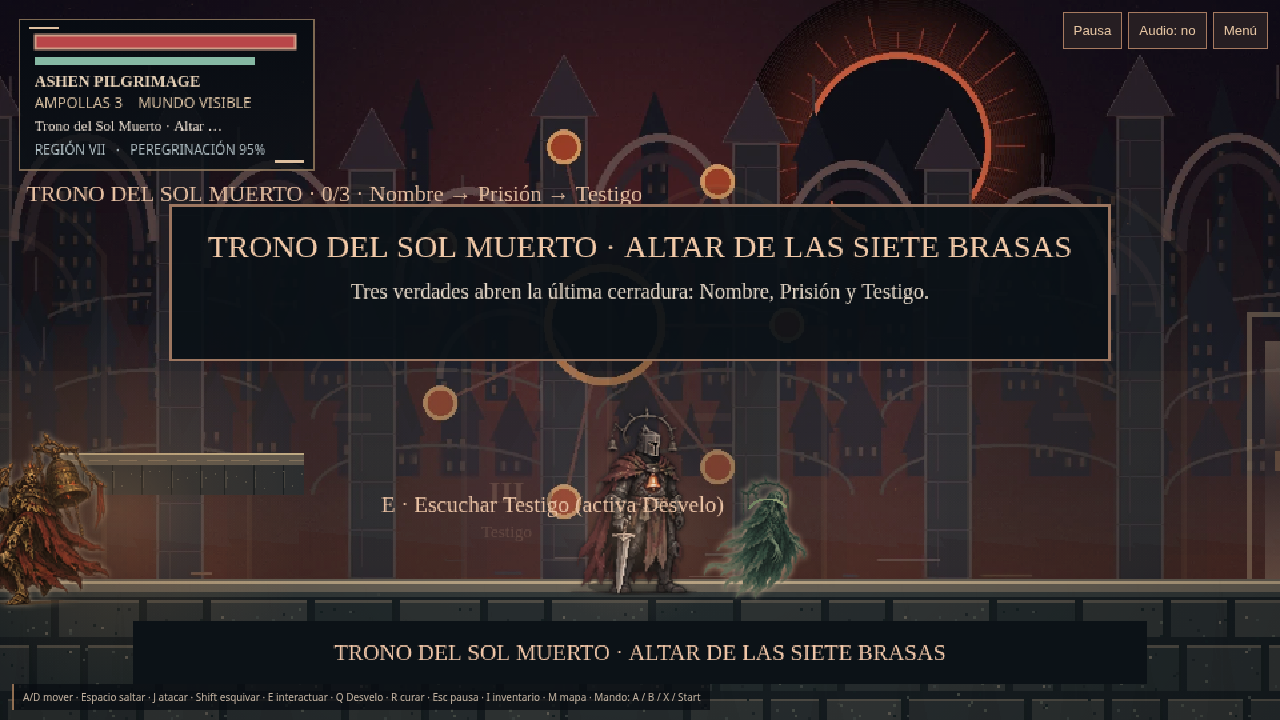 Pausa
Audio: no
Menú
ASHEN PILGRIMAGE
AMPOLLAS 3 MUNDO VISIBLE
Trono del Sol Muerto · Altar …
REGIÓN VII · PEREGRINACIÓN 95%
TRONO DEL SOL MUERTO · 0/3 · Nombre → Prisión → Testigo
TRONO DEL SOL MUERTO · ALTAR DE LAS SIETE BRASAS
Tres verdades abren la última cerradura: Nombre, Prisión y Testigo.
III
E · Escuchar Testigo (activa Desvelo)
Testigo
TRONO DEL SOL MUERTO · ALTAR DE LAS SIETE BRASAS
A/D mover · Espacio saltar · J atacar · Shift esquivar · E interactuar · Q Desvelo · R curar · Esc pausa · I inventario · M mapa · Mando: A / B / X / Start